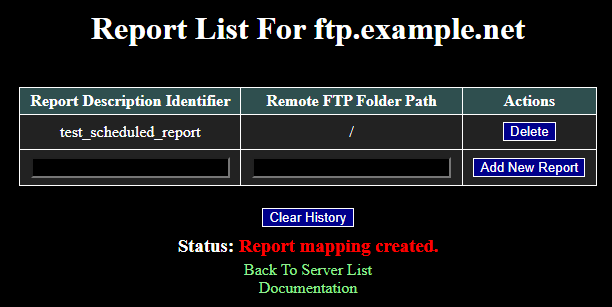 Report List For ftp.example.net
Report Description Identifier Remote FTP Folder Path Actions
test_scheduled_report / Delete
Add New Report
Clear History
Status: Report mapping created.
Back To Server List
Documentation